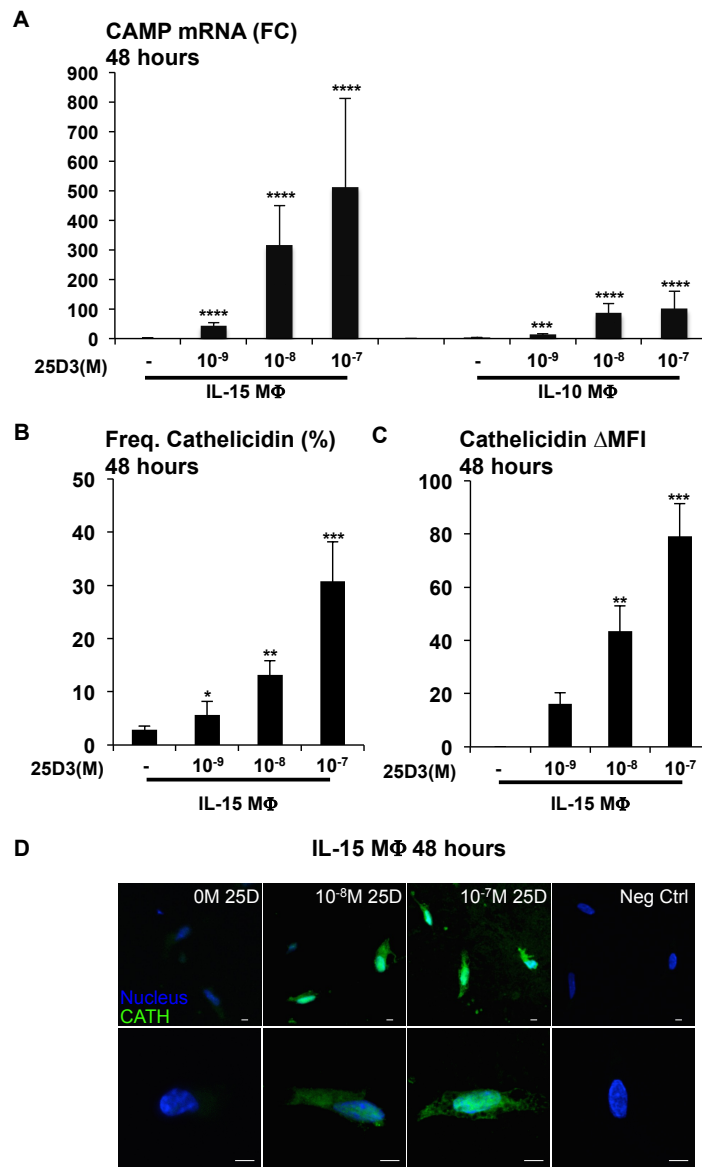 A
CAMP mRNA (FC)
48 hours
900
800
700
600
500
400
300
200
100
0
****
****
****
***
****
****
25D3(M)
- 10⁻⁹ 10⁻⁸ 10⁻⁷ - 10⁻⁹ 10⁻⁸ 10⁻⁷
IL-15 MΦ IL-10 MΦ
B
Freq. Cathelicidin (%)
48 hours
50
40
30
20
10
0
*
**
***
25D3(M)
- 10⁻⁹ 10⁻⁸ 10⁻⁷
IL-15 MΦ
C
Cathelicidin ΔMFI
48 hours
100
80
60
40
20
0
**
***
25D3(M)
- 10⁻⁹ 10⁻⁸ 10⁻⁷
IL-15 MΦ
D
IL-15 MΦ 48 hours
0M 25D 10⁻⁸M 25D 10⁻⁷M 25D Neg Ctrl
Nucleus
CATH